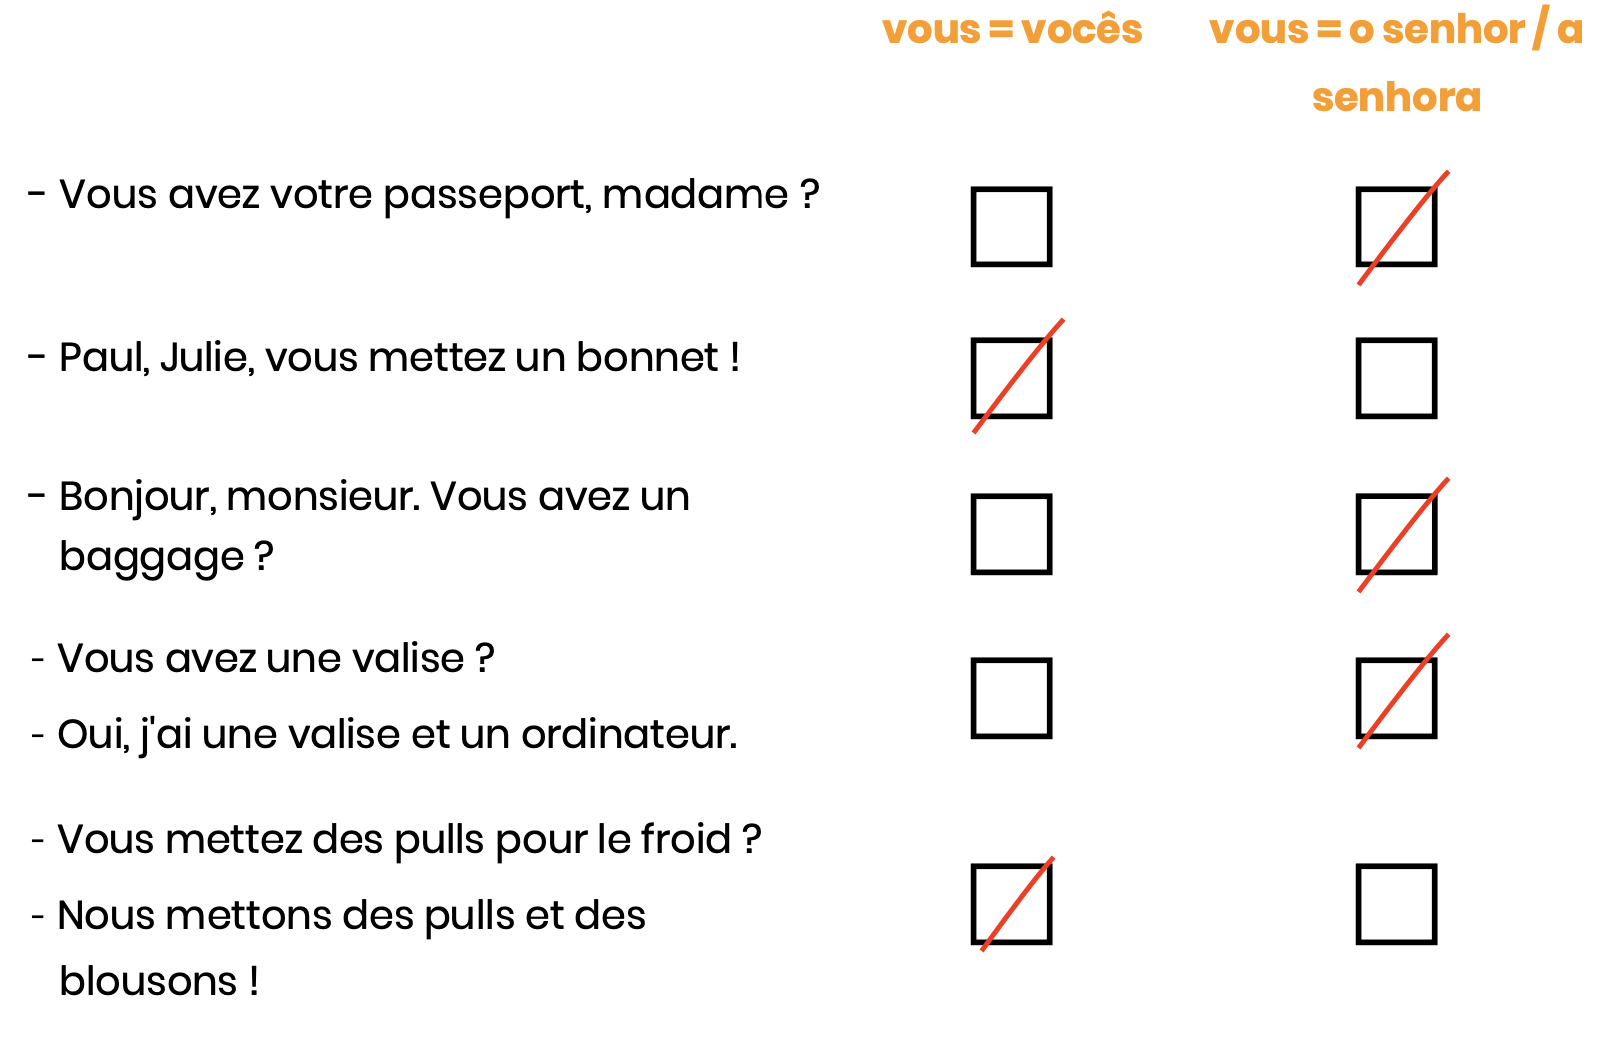 vous = vocês
vous = o senhor / a
senhora
- Vous avez votre passeport, madame ?
- Paul, Julie, vous mettez un bonnet !
- Bonjour, monsieur. Vous avez un
baggage ?
- Vous avez une valise ?
- Oui, j'ai une valise et un ordinateur.
- Vous mettez des pulls pour le froid ?
- Nous mettons des pulls et des
blousons !